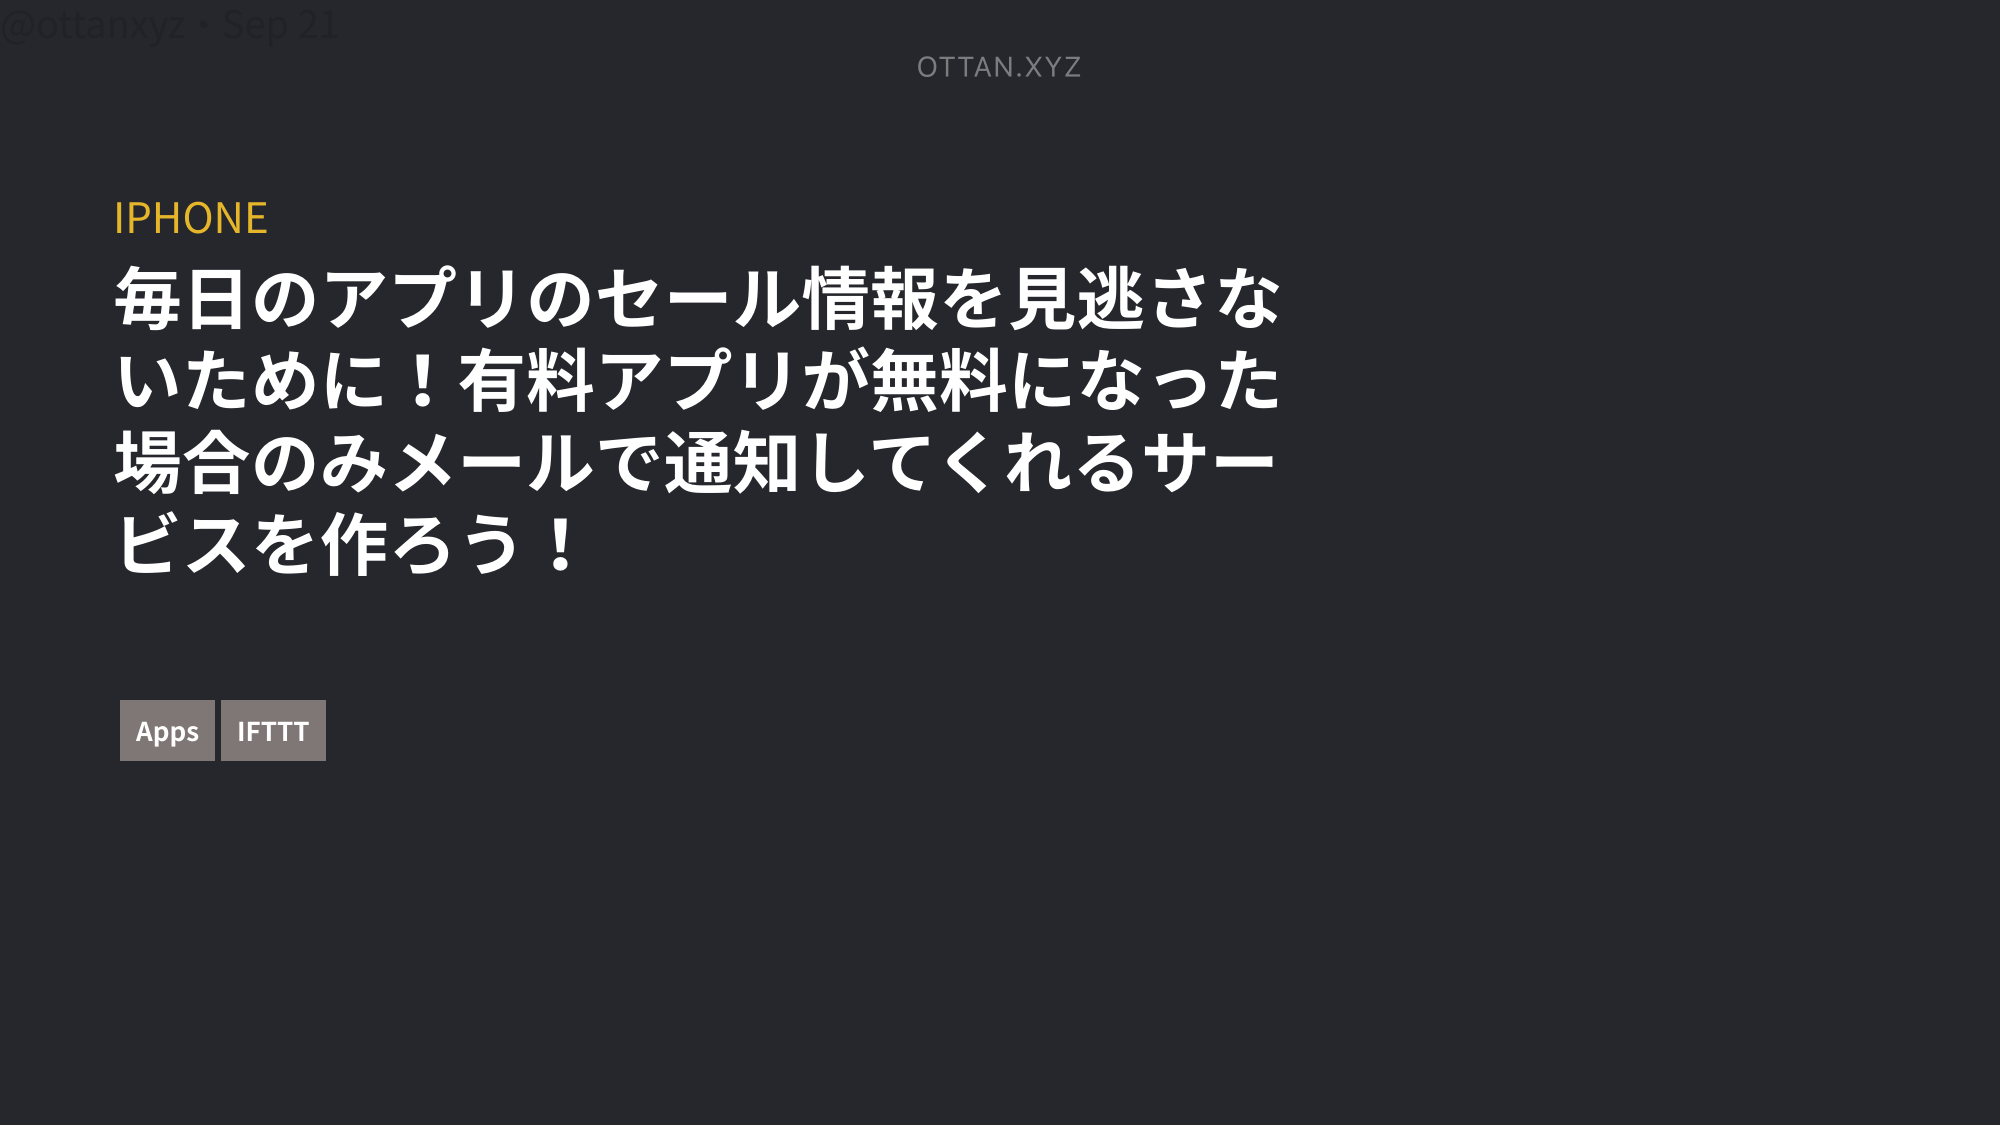 @ottanxyz・Sep 21
OTTAN.XYZ
IPHONE
毎日のアプリのセール情報を見逃さな
いために！有料アプリが無料になった
場合のみメールで通知してくれるサー
ビスを作ろう！
Apps
IFTTT